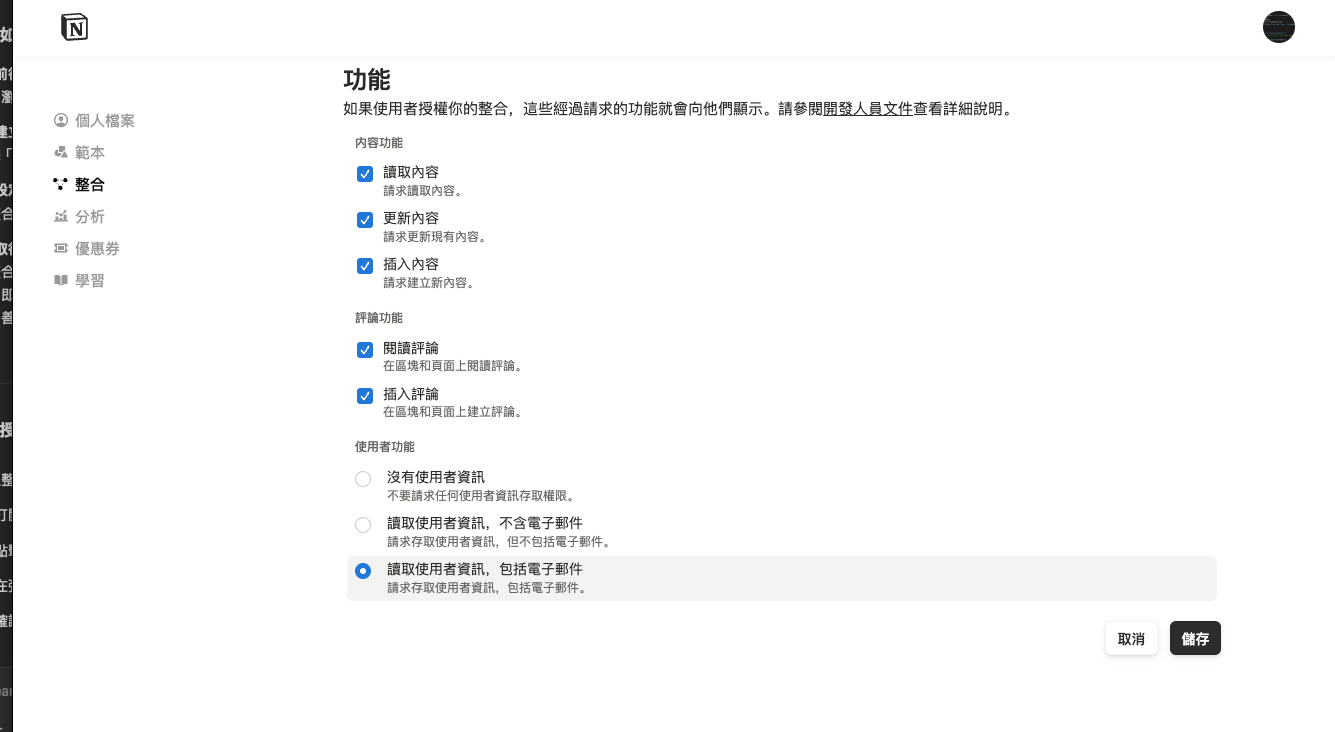 N
功能
如果使用者授權你的整合，這些經過請求的功能就會向他們顯示。請參閱開發人員文件查看詳細說明。
個人檔案
範本
整合
分析
優惠券
學習
內容功能
讀取內容
請求讀取內容。
更新內容
請求更新現有內容。
插入內容
請求建立新內容。
評論功能
閱讀評論
在區塊和頁面上閱讀評論。
插入評論
在區塊和頁面上建立評論。
使用者功能
沒有使用者資訊
不要請求任何使用者資訊存取權限。
讀取使用者資訊，不含電子郵件
請求存取使用者資訊，但不包括電子郵件。
讀取使用者資訊，包括電子郵件
請求存取使用者資訊，包括電子郵件。
取消
儲存